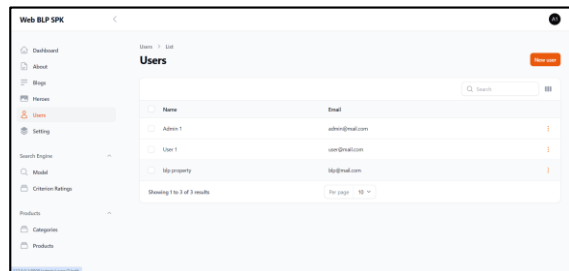 Web BLP SPK
A1
Dashboard
About
Blogs
Heroes
Users
Setting
Search Engine
Model
Criterion Ratings
Products
Categories
Products
Users
List
Users
New user
Search
Name
Email
Admin 1
admin@mail.com
User 1
user@mail.com
blp property
blp@mail.com
Showing 1 to 3 of 3 results
Per page
10